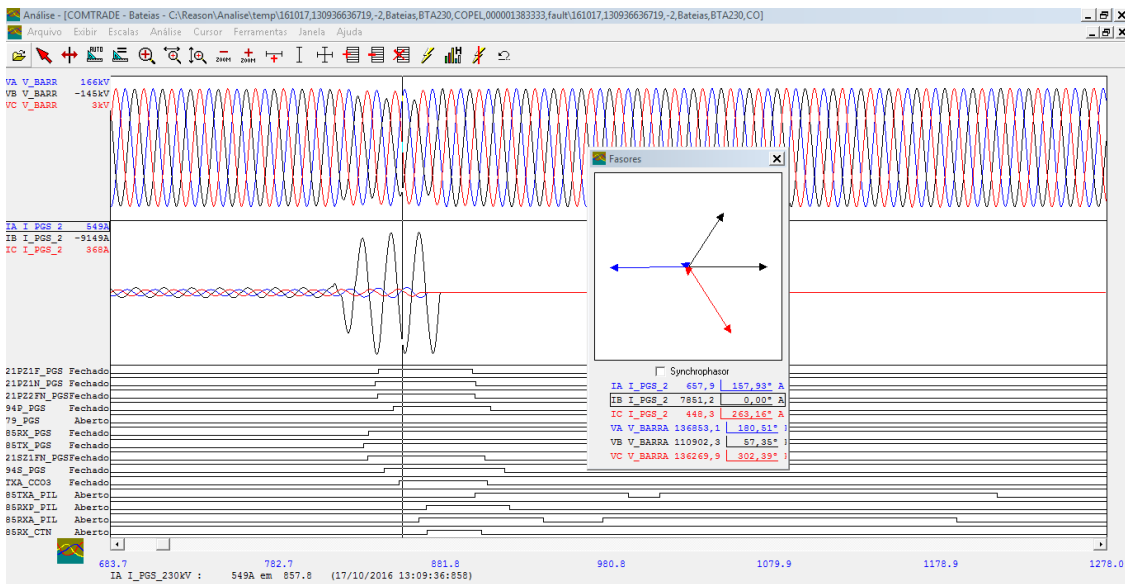 Análise - [COMTRADE - Bateias - C:\Reason\Analise\temp\161017,130936636719,-2,Bateias,BTA230,COPEL,000001383333,fault\161017,130936636719,-2,Bateias,BTA230,CO]
Arquivo Exibir Escalas Análise Cursor Ferramentas Janela Ajuda
AUTO ZOOM ZOOM H
VA V_BARR 166kV
VB V_BARR -145kV
VC V_BARR 3kV
Fasores
IA I_PGS_2 549A
IB I_PGS_2 -9149A
IC I_PGS_2 368A
Synchrophasor
IA I_PGS_2 657,9 157,93° A
IB I_PGS_2 7851,2 0,00° A
IC I_PGS_2 448,3 263,16° A
VA V_BARRA 136853,1 180,51°
VB V_BARRA 110902,3 57,35°
VC V_BARRA 136269,9 302,39°
21PZ1F_PGS Fechado
21PZ1N_PGS Fechado
21PZ2FN_PGSFechado
94P_PGS Fechado
79_PGS Aberto
85RX_PGS Fechado
85TX_PGS Fechado
21SZ1FN_PGSFechado
94S_PGS Fechado
TXA_CCO3 Fechado
85TXA_PIL Aberto
85RXP_PIL Aberto
85RXA_PIL Aberto
85RX_CTN Aberto
683.7 782.7 881.8 980.8 1079.9 1178.9 1278.0
IA I_PGS_230kV : 549A em 857.8 (17/10/2016 13:09:36:858)